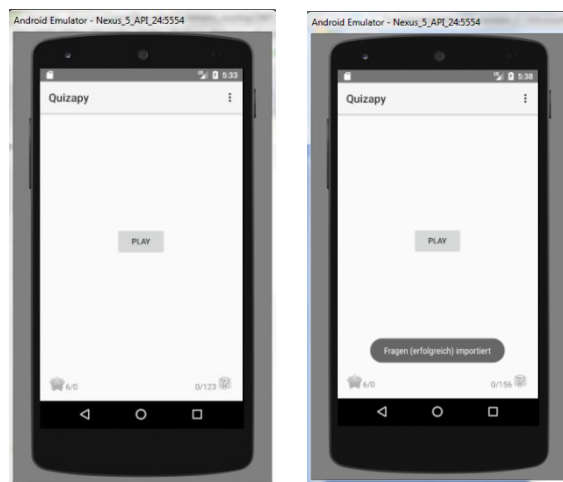 Android Emulator - Nexus_5_API_24:5554
5:33
Quizapy
PLAY
6/0
0/123
Android Emulator - Nexus_5_API_24:5554
5:38
Quizapy
PLAY
Fragen (erfolgreich) importiert
6/0
0/156